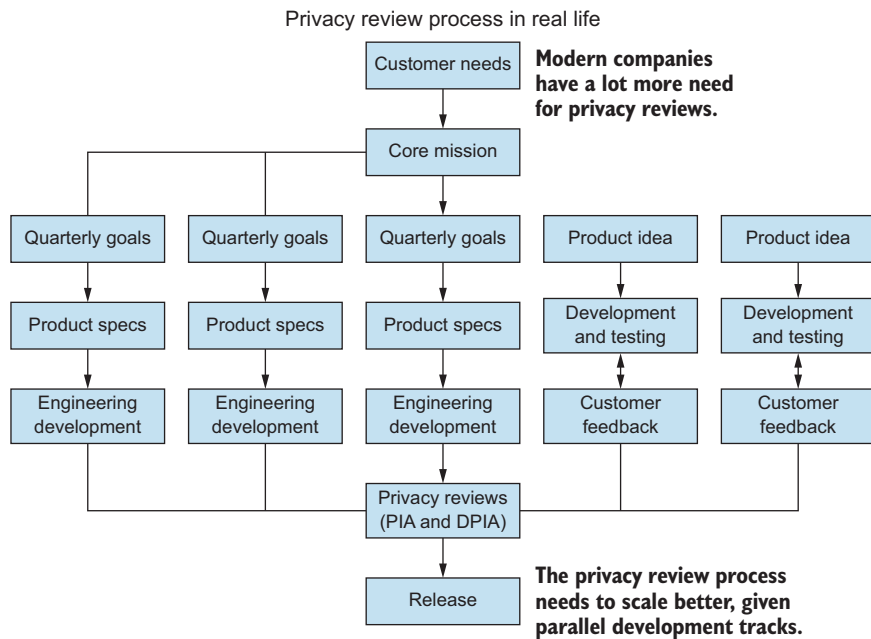 Privacy review process in real life
Customer needs
Modern companies
have a lot more need
for privacy reviews.
Core mission
Quarterly goals
Quarterly goals
Quarterly goals
Product idea
Product idea
Product specs
Product specs
Product specs
Development
and testing
Development
and testing
Engineering
development
Engineering
development
Engineering
development
Customer
feedback
Customer
feedback
Privacy reviews
(PIA and DPIA)
Release
The privacy review process
needs to scale better, given
parallel development tracks.